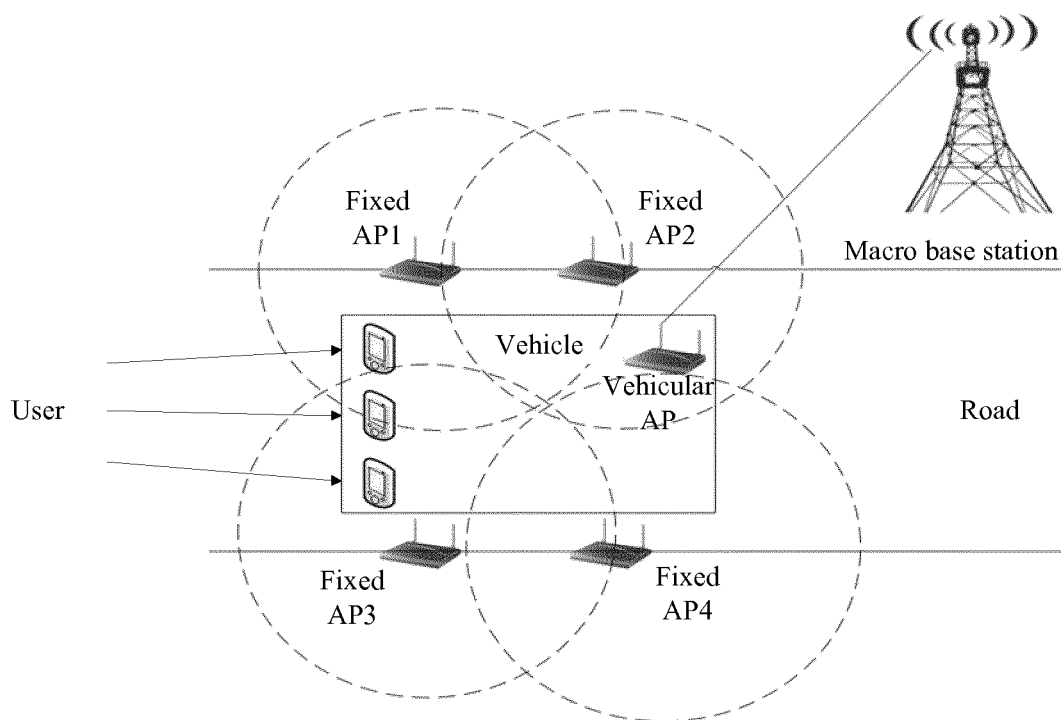 Fixed
AP1
Fixed
AP2
Macro base station
Vehicle
Vehicular
AP
User
Road
Fixed
AP3
Fixed
AP4